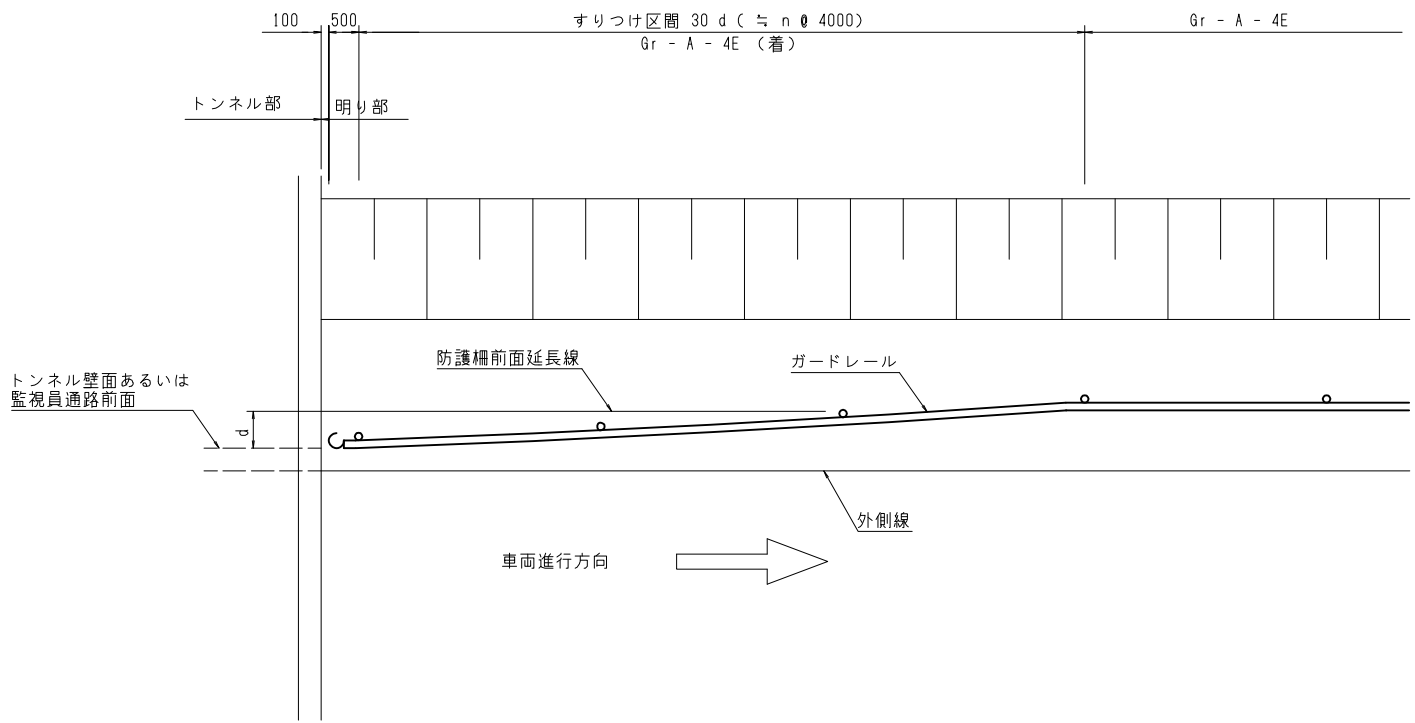 100 500 すりつけ区間 30 d ( ≒ n @ 4000) Gr - A - 4E
Gr - A - 4E (着)
トンネル部 明り部
防護柵前面延長線
ガードレール
トンネル壁面あるいは
監視員通路前面
d
外側線
車両進行方向